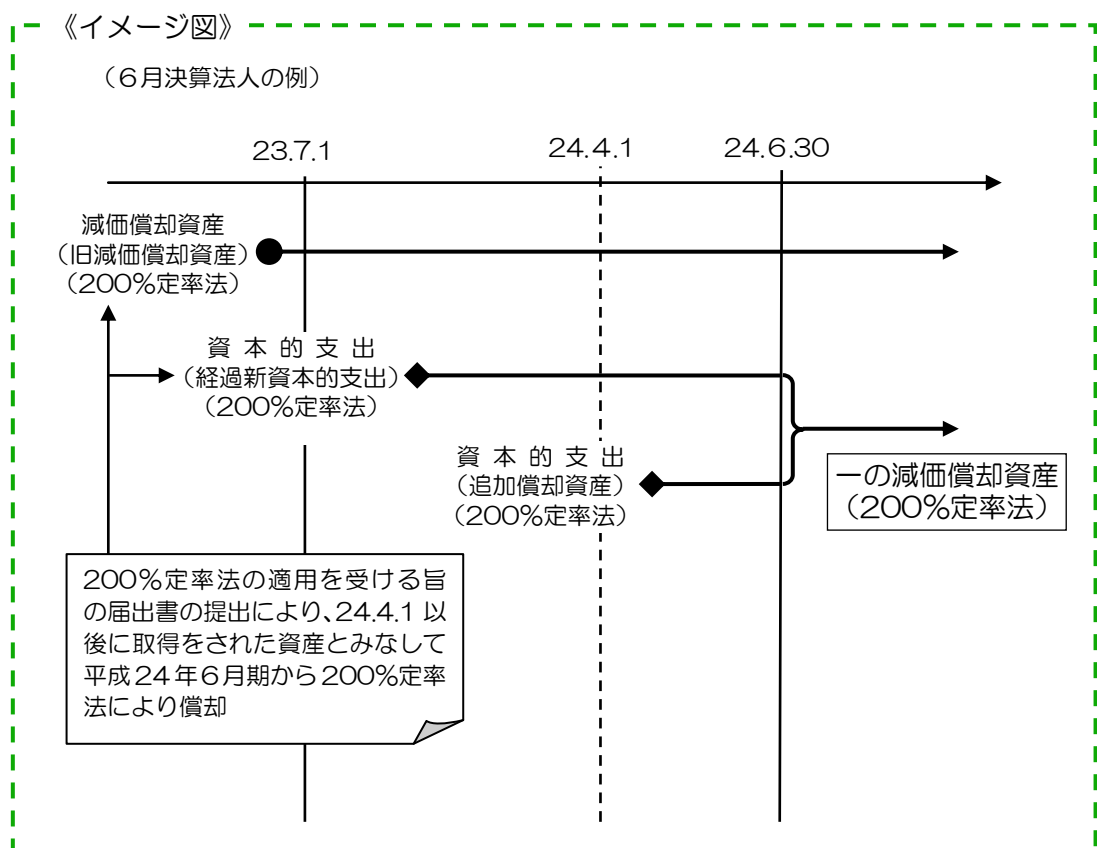 《イメージ図》
（６月決算法人の例）
23.7.1
24.4.1
24.6.30
減価償却資産
（旧減価償却資産）
（200％定率法）
資本的支出
（経過新資本的支出）
（200％定率法）
資本的支出
（追加償却資産）
（200％定率法）
一の減価償却資産
（200％定率法）
200％定率法の適用を受ける旨
の届出書の提出により、24.4.1以
後に取得をされた資産とみなして
平成24年６月期から200％定率
法により償却